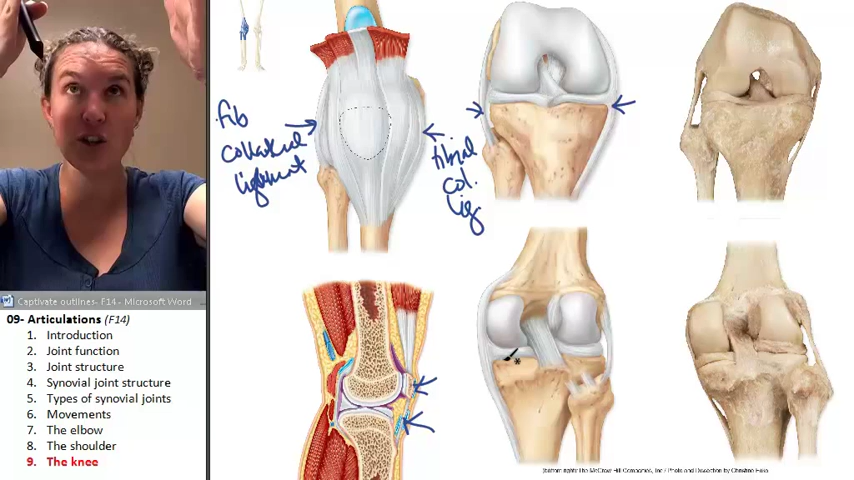 fib
collateral
ligament
tibial
col.
lig
Captivate outlines- F14 - Microsoft Word
09- Articulations (F14)
1. Introduction
2. Joint function
3. Joint structure
4. Synovial joint structure
5. Types of synovial joints
6. Movements
7. The elbow
8. The shoulder
9. The knee
(bottom right) The McGraw Hill Companies, Inc./ Photo and Dissection by Christine Eckel